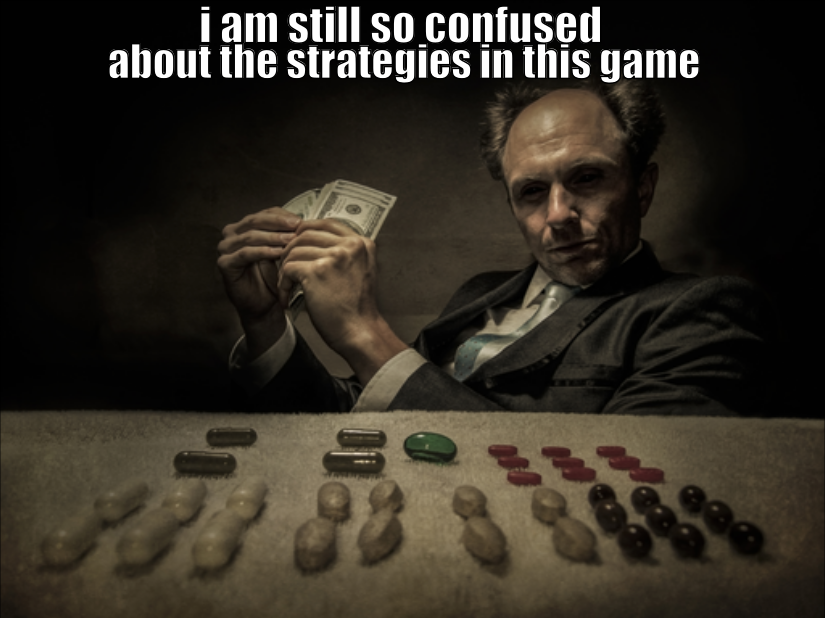 i am still so confused
about the strategies in this game